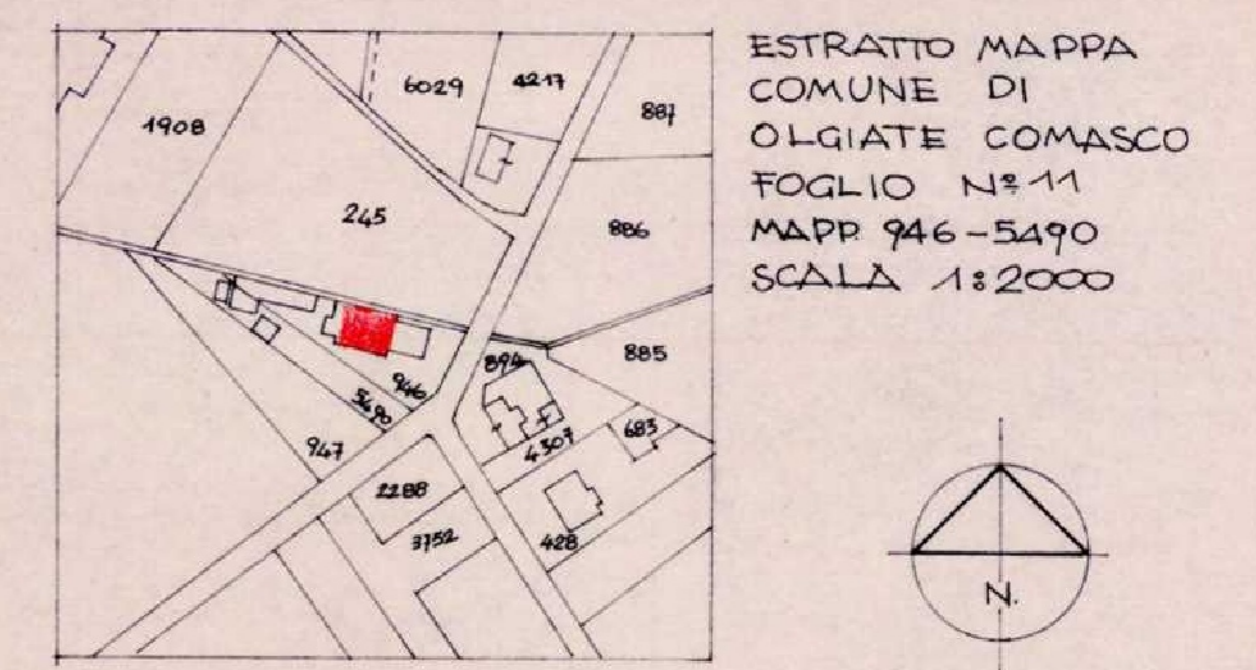 ESTRATTO MAPPA
COMUNE DI
OLGIATE COMASCO
FOGLIO Nº 11
MAPP. 946-5490
SCALA 1:2000
6029
4217
887
1908
245
886
894
885
946
5490
683
947
4307
2288
3752
428
N.